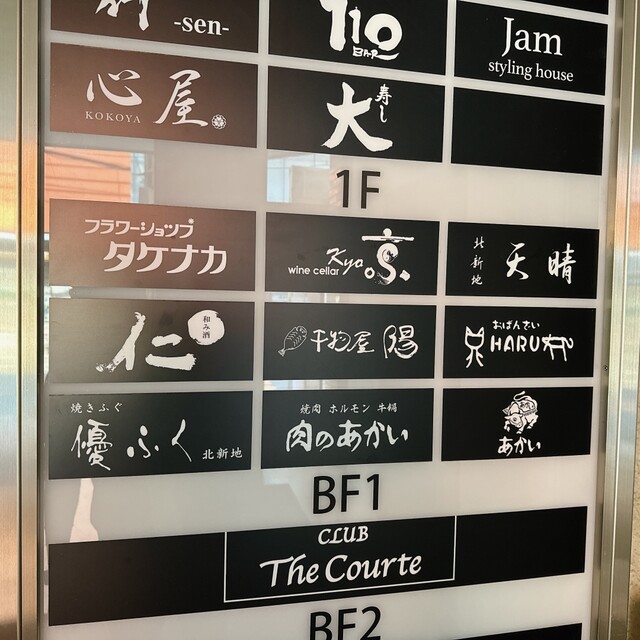 -sen-
110
BAR
Jam
styling house
心屋
KOKOYA
大
寿し
1F
フラワーショップ
タケナカ
Kyo京
wine cellar
北新地
天晴
仁
和み酒
干物屋 陽
おばんざい
HARU
焼きふぐ
優ふく 北新地
焼肉 ホルモン 牛鍋
肉のあかい
あかい
BF1
CLUB
The Courte
BF2